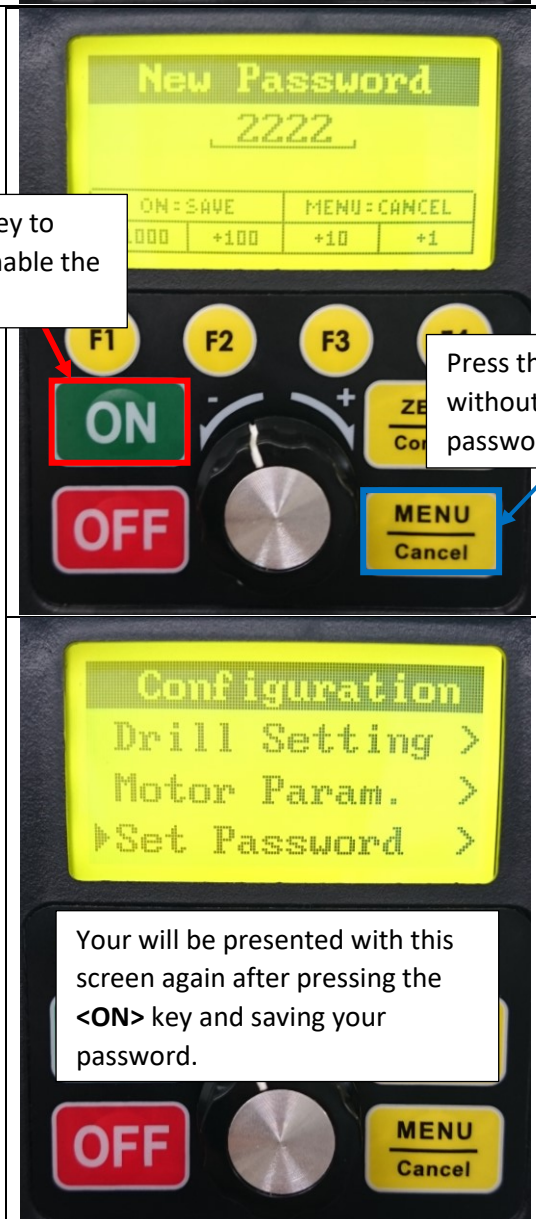 New Password
2222
ON:SAVE MENU:CANCEL
+100 +10 +1
ey to
able the
F1 F2 F3
Press th
without
passwo
ON - +
OFF
MENU
Cancel
Configuration
Drill Setting >
Motor Param. >
Set Password >
Your will be presented with this
screen again after pressing the
<ON> key and saving your
password.
OFF
MENU
Cancel